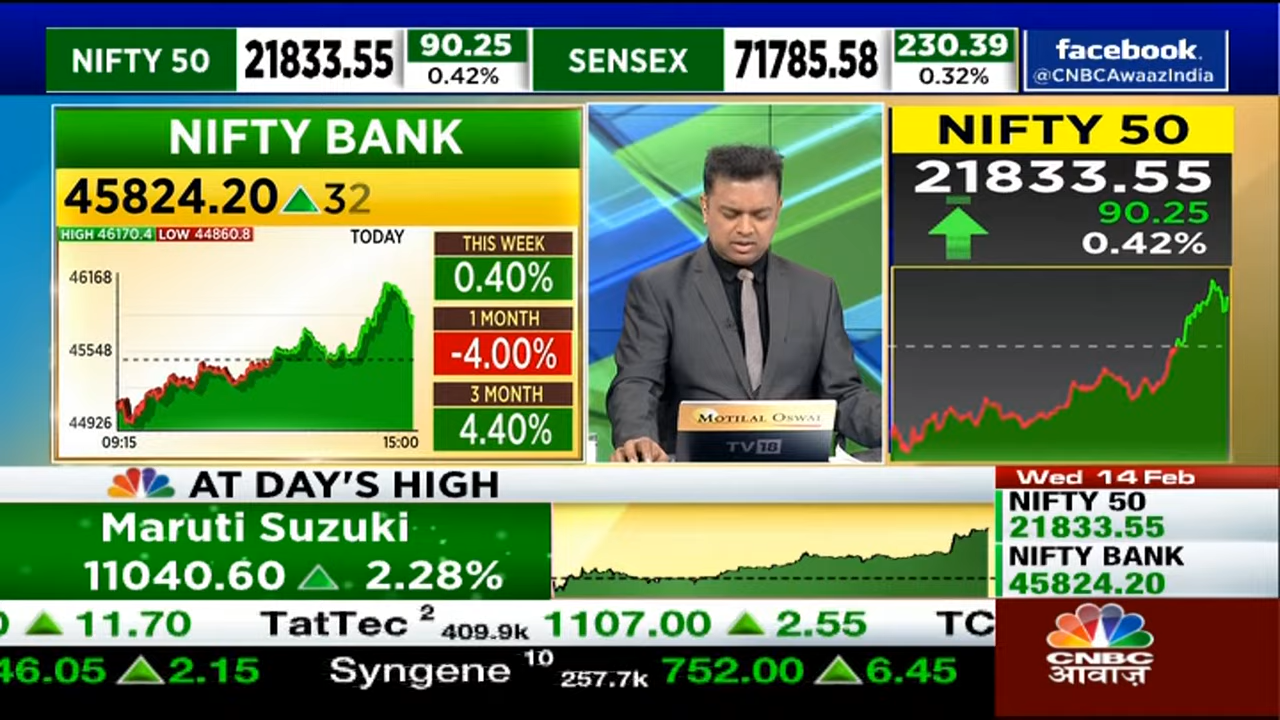 NIFTY 50 21833.55 90.25 0.42% SENSEX 71785.58 230.39 0.32% facebook. @CNBCAwaazIndia
NIFTY BANK
45824.20 ▲ 32
HIGH 46170.4 LOW 44860.8 TODAY
46168
45548
44926
09:15 15:00
THIS WEEK
0.40%
1 MONTH
-4.00%
3 MONTH
4.40%
MOTILAL OSWAL
TV18
NIFTY 50
21833.55
90.25
0.42%
AT DAY'S HIGH
Maruti Suzuki
11040.60 ▲ 2.28%
Wed 14 Feb
NIFTY 50
21833.55
NIFTY BANK
45824.20
0 ▲ 11.70 TatTec 2 409.9k 1107.00 ▲ 2.55 TC
46.05 ▲ 2.15 Syngene 10 257.7k 752.00 ▲ 6.45
CNBC
आवाज़